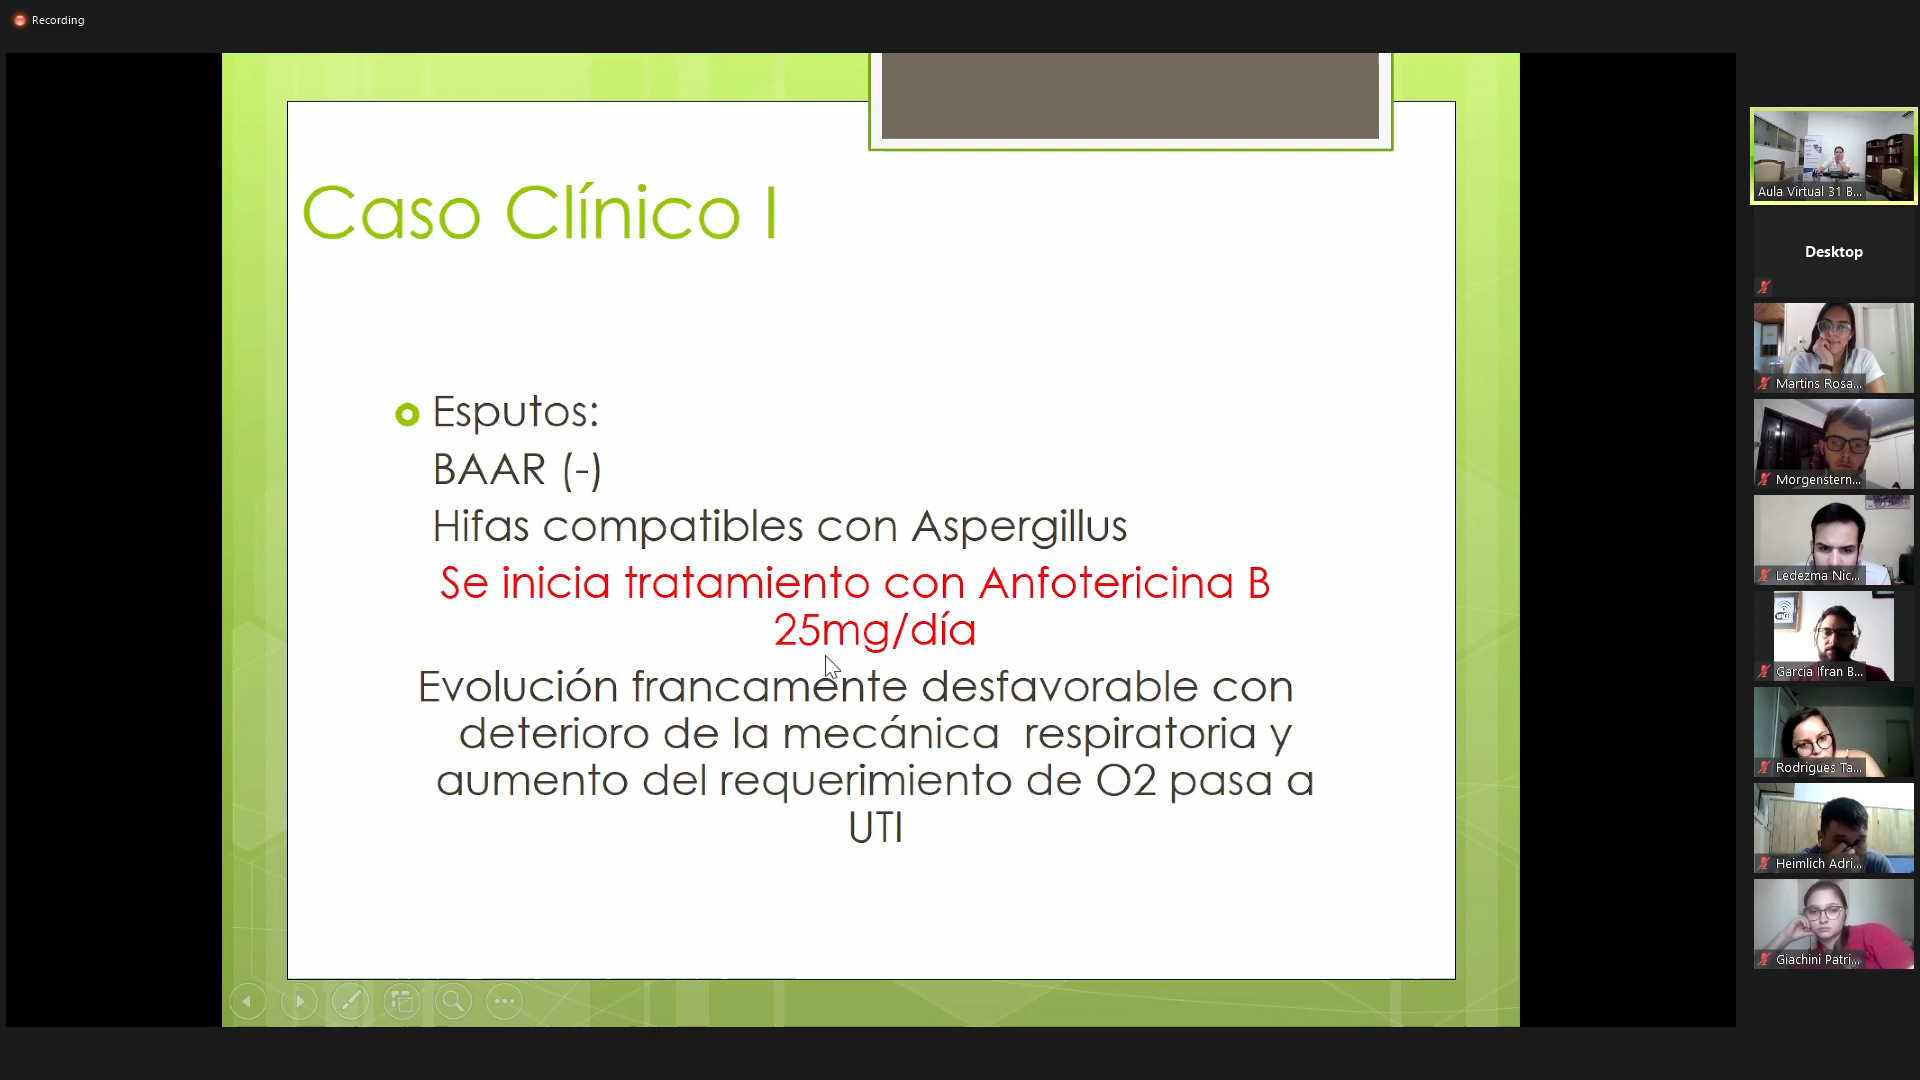 Recording
Caso Clínico I
Esputos:
BAAR (-)
Hifas compatibles con Aspergillus
Se inicia tratamiento con Anfotericina B
25mg/día
Evolución francamente desfavorable con
deterioro de la mecánica respiratoria y
aumento del requerimiento de O2 pasa a
UTI
Aula Virtual 31 B...
Desktop
Martins Rosa...
Morgenstern...
Ledezma Nic...
Garcia Ifran B...
Rodrigues Ta...
Heimlich Adri...
Giachini Patri...